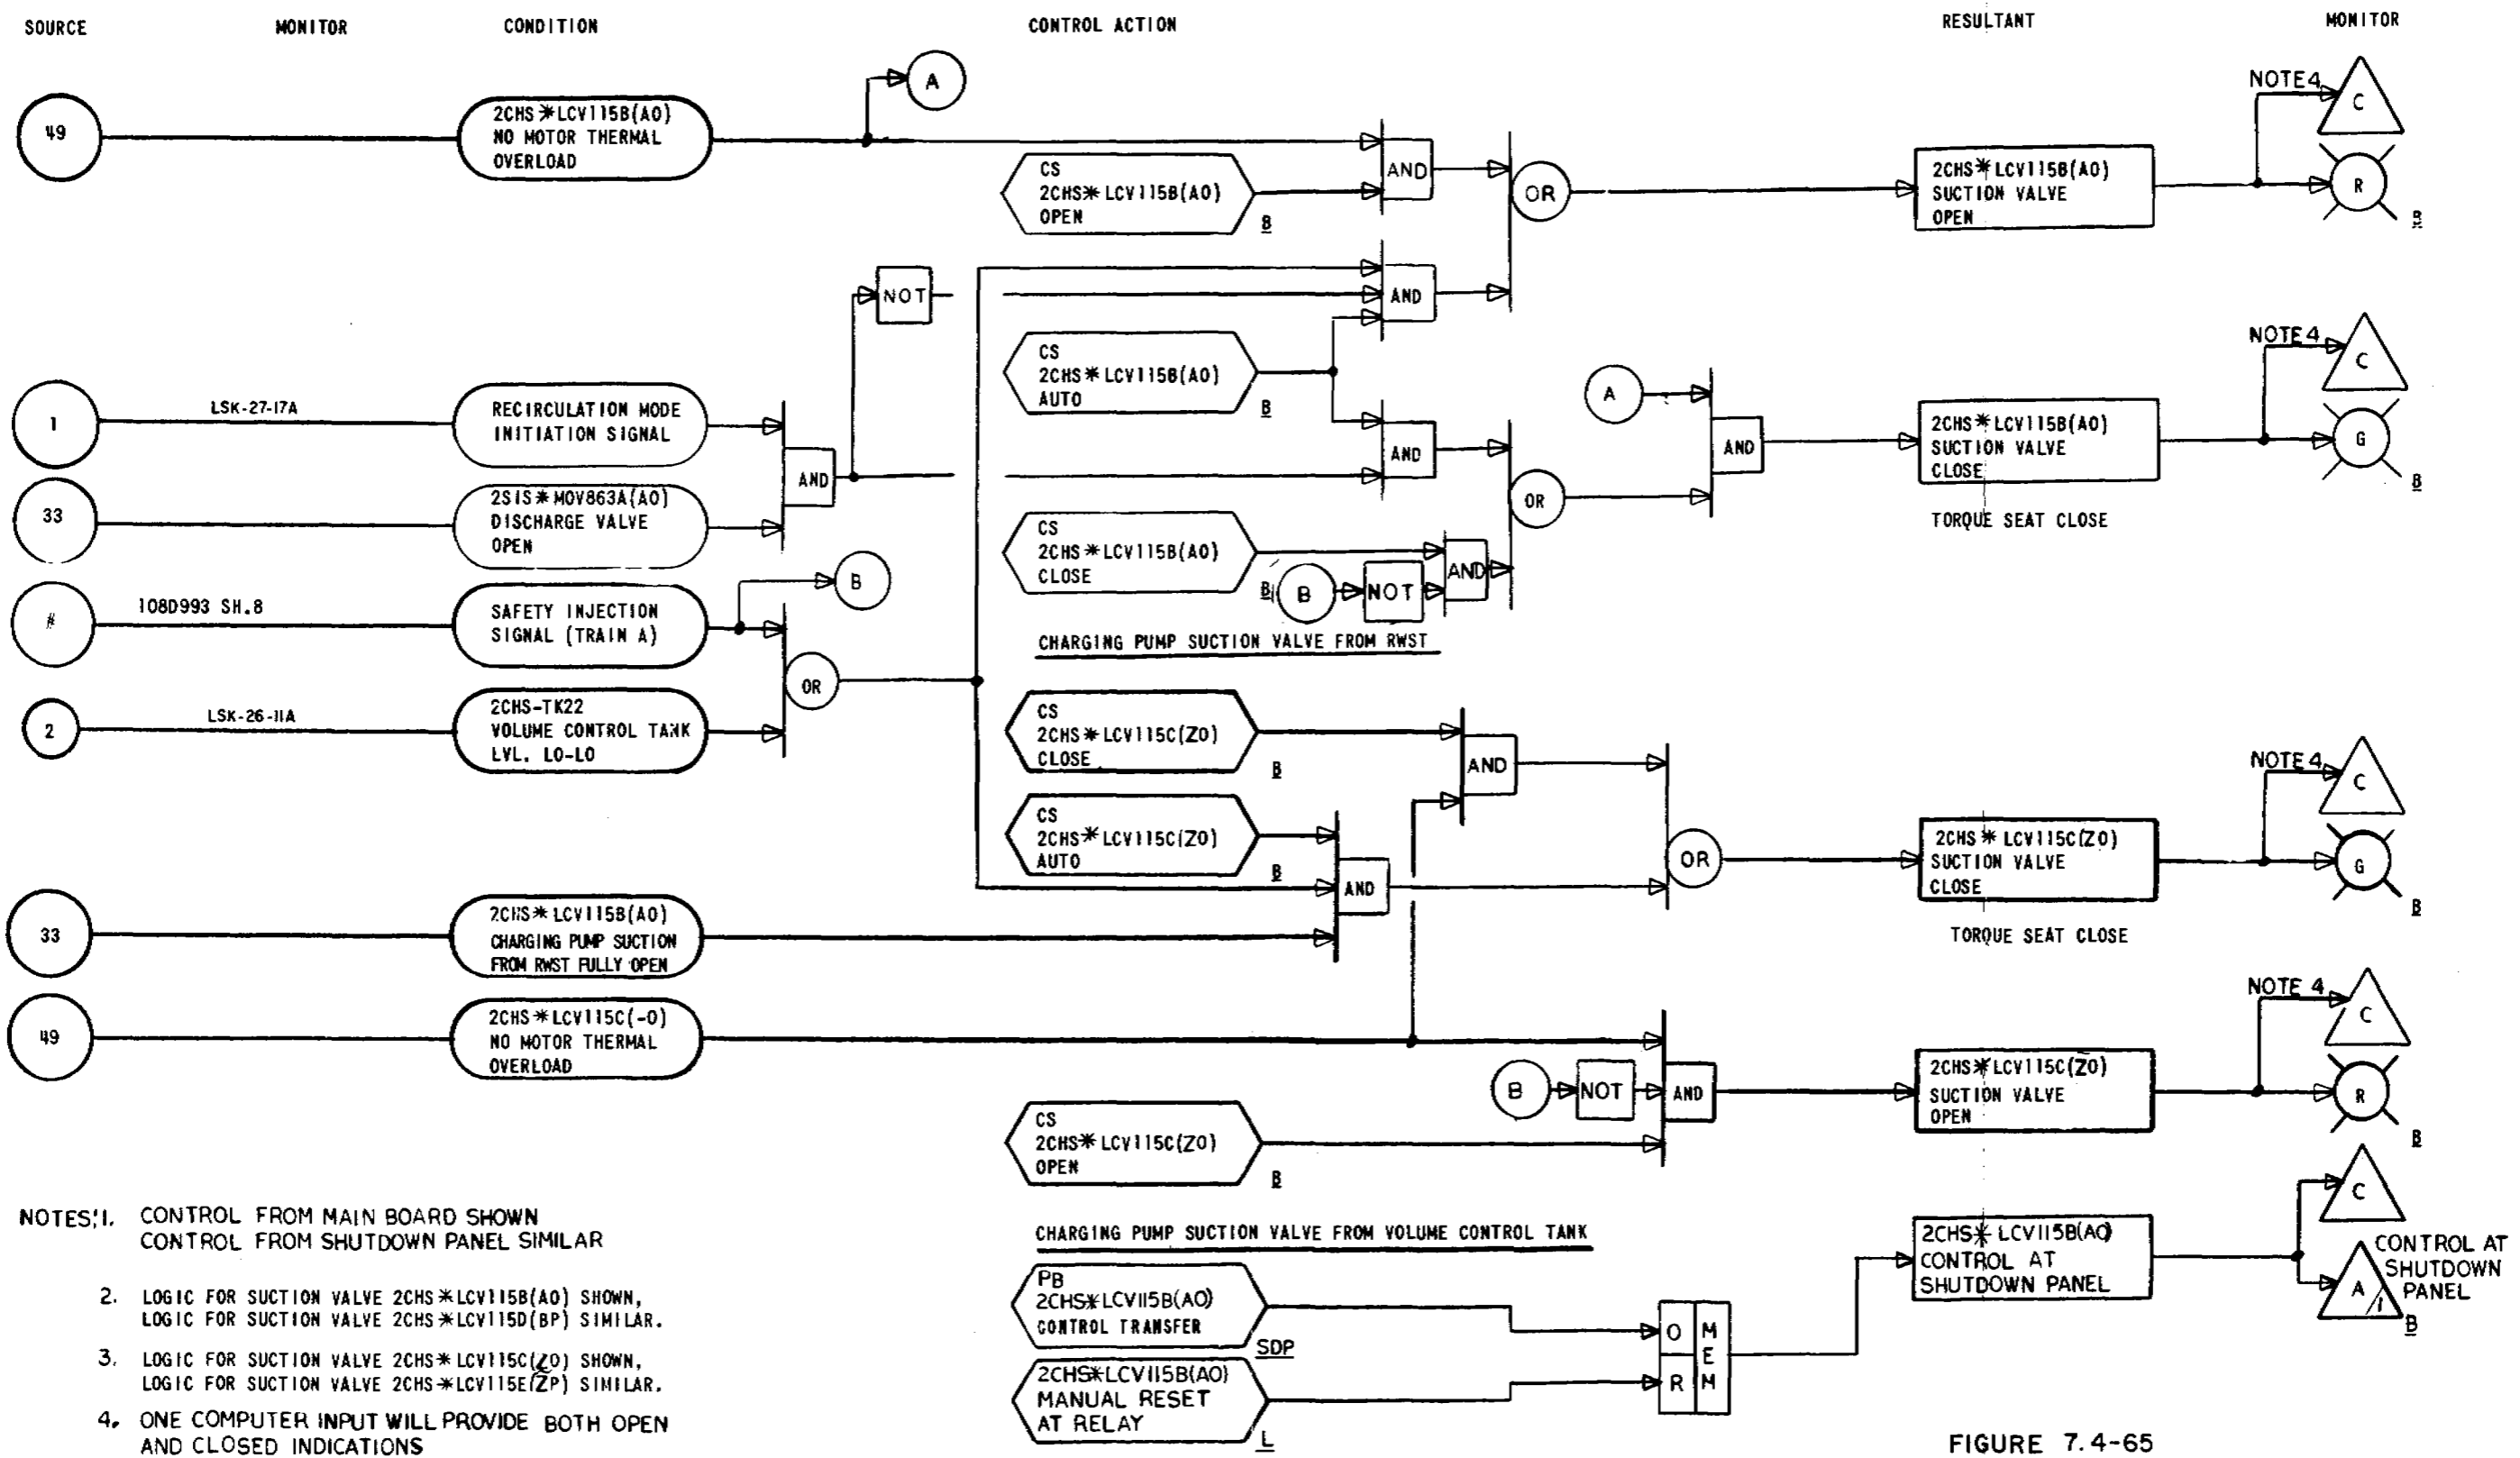 SOURCE MONITOR CONDITION CONTROL ACTION RESULTANT MONITOR
49
2CHS*LCV115B(AO)
NO MOTOR THERMAL
OVERLOAD
A
CS
2CHS*LCV115B(AO)
OPEN
B
AND
OR
2CHS*LCV115B(AO)
SUCTION VALVE
OPEN
NOTE 4
C
R
B
NOT
AND
CS
2CHS*LCV115B(AO)
AUTO
B
1
LSK-27-17A
RECIRCULATION MODE
INITIATION SIGNAL
33
2SIS*MOV863A(AO)
DISCHARGE VALVE
OPEN
AND
AND
OR
A
AND
2CHS*LCV115B(AO)
SUCTION VALVE
CLOSE
TORQUE SEAT CLOSE
NOTE 4
C
G
B
CS
2CHS*LCV115B(AO)
CLOSE
B
B
NOT
AND
CHARGING PUMP SUCTION VALVE FROM RWST
#
108D993 SH.8
SAFETY INJECTION
SIGNAL (TRAIN A)
B
OR
2
LSK-26-11A
2CHS-TK22
VOLUME CONTROL TANK
LVL. LO-LO
CS
2CHS*LCV115C(ZO)
CLOSE
B
AND
CS
2CHS*LCV115C(ZO)
AUTO
B
AND
OR
2CHS*LCV115C(ZO)
SUCTION VALVE
CLOSE
TORQUE SEAT CLOSE
NOTE 4
C
G
B
33
2CHS*LCV115B(AO)
CHARGING PUMP SUCTION
FROM RWST FULLY OPEN
49
2CHS*LCV115C(-O)
NO MOTOR THERMAL
OVERLOAD
B
NOT
AND
2CHS*LCV115C(ZO)
SUCTION VALVE
OPEN
NOTE 4
C
R
B
CS
2CHS*LCV115C(ZO)
OPEN
B
CHARGING PUMP SUCTION VALVE FROM VOLUME CONTROL TANK
PB
2CHS*LCV115B(AO)
CONTROL TRANSFER
SDP
2CHS*LCV115B(AO)
MANUAL RESET
AT RELAY
L
O
R
MEM
2CHS*LCV115B(AO)
CONTROL AT
SHUTDOWN PANEL
C
A
1
CONTROL AT
SHUTDOWN
PANEL
B
NOTES: 1. CONTROL FROM MAIN BOARD SHOWN
CONTROL FROM SHUTDOWN PANEL SIMILAR
2. LOGIC FOR SUCTION VALVE 2CHS*LCV115B(AO) SHOWN,
LOGIC FOR SUCTION VALVE 2CHS*LCV115D(BP) SIMILAR.
3. LOGIC FOR SUCTION VALVE 2CHS*LCV115C(ZO) SHOWN,
LOGIC FOR SUCTION VALVE 2CHS*LCV115E(ZP) SIMILAR.
4. ONE COMPUTER INPUT WILL PROVIDE BOTH OPEN
AND CLOSED INDICATIONS
FIGURE 7.4-65